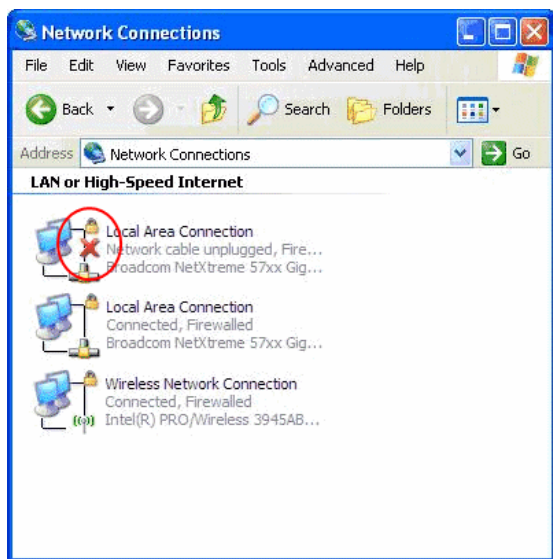 Network Connections
File Edit View Favorites Tools Advanced Help
Back Search Folders
Address Network Connections Go
LAN or High-Speed Internet
Local Area Connection
Network cable unplugged, Fire...
Broadcom NetXtreme 57xx Gig...
Local Area Connection
Connected, Firewalled
Broadcom NetXtreme 57xx Gig...
Wireless Network Connection
Connected, Firewalled
Intel(R) PRO/Wireless 3945AB...